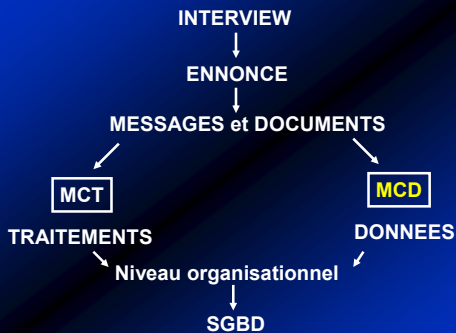 INTERVIEW
ENNONCE
MESSAGES et DOCUMENTS
MCT
MCD
TRAITEMENTS
DONNEES
Niveau organisationnel
SGBD